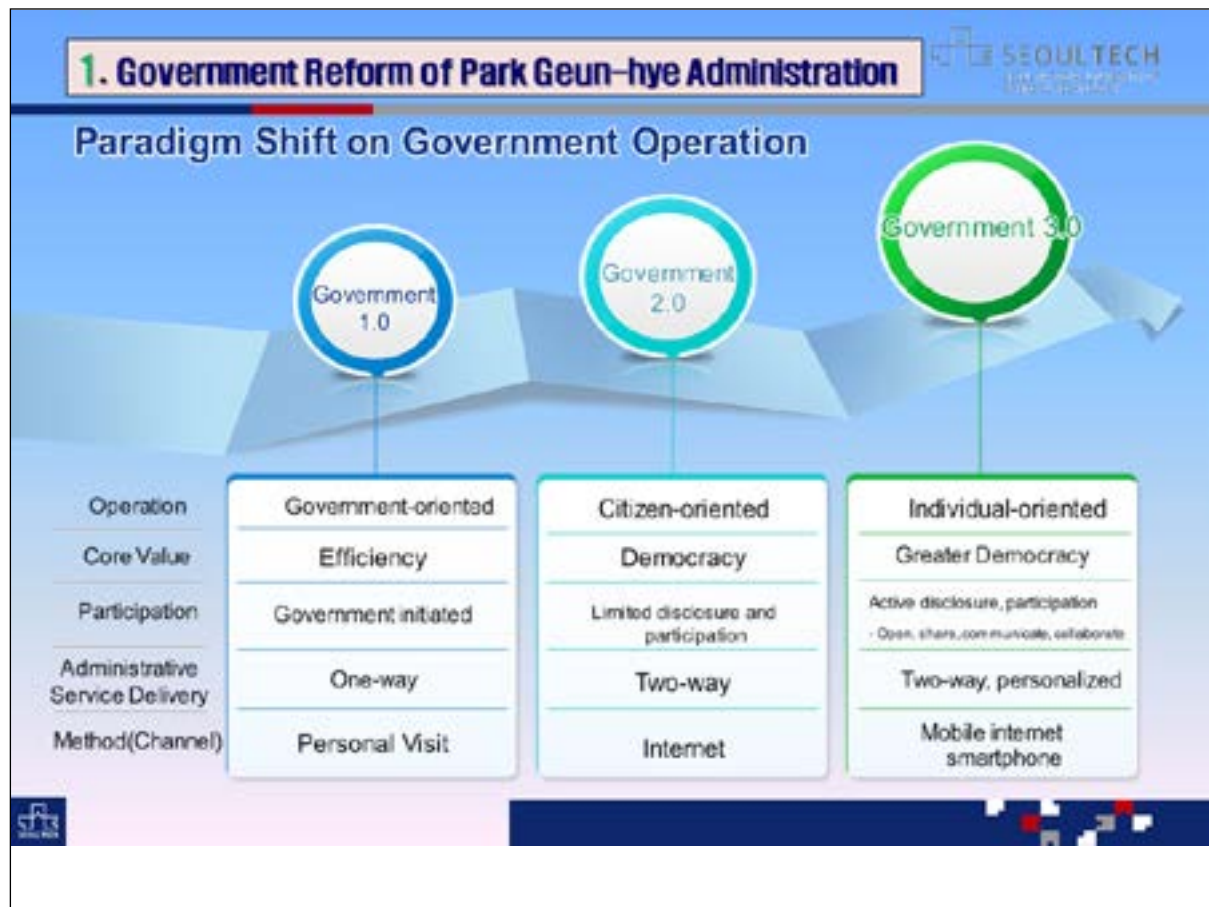 1. Government Reform of Park Geun-hye Administration
SEOULTECH
Paradigm Shift on Government Operation
Government
1.0
Government
2.0
Government 3.0
Operation
Government-oriented
Citizen-oriented
Individual-oriented
Core Value
Efficiency
Democracy
Greater Democracy
Participation
Government initiated
Limited disclosure and
participation
Active disclosure, participation
- Open, share, communicate, collaborate
Administrative
Service Delivery
One-way
Two-way
Two-way, personalized
Method(Channel)
Personal Visit
Internet
Mobile internet
smartphone